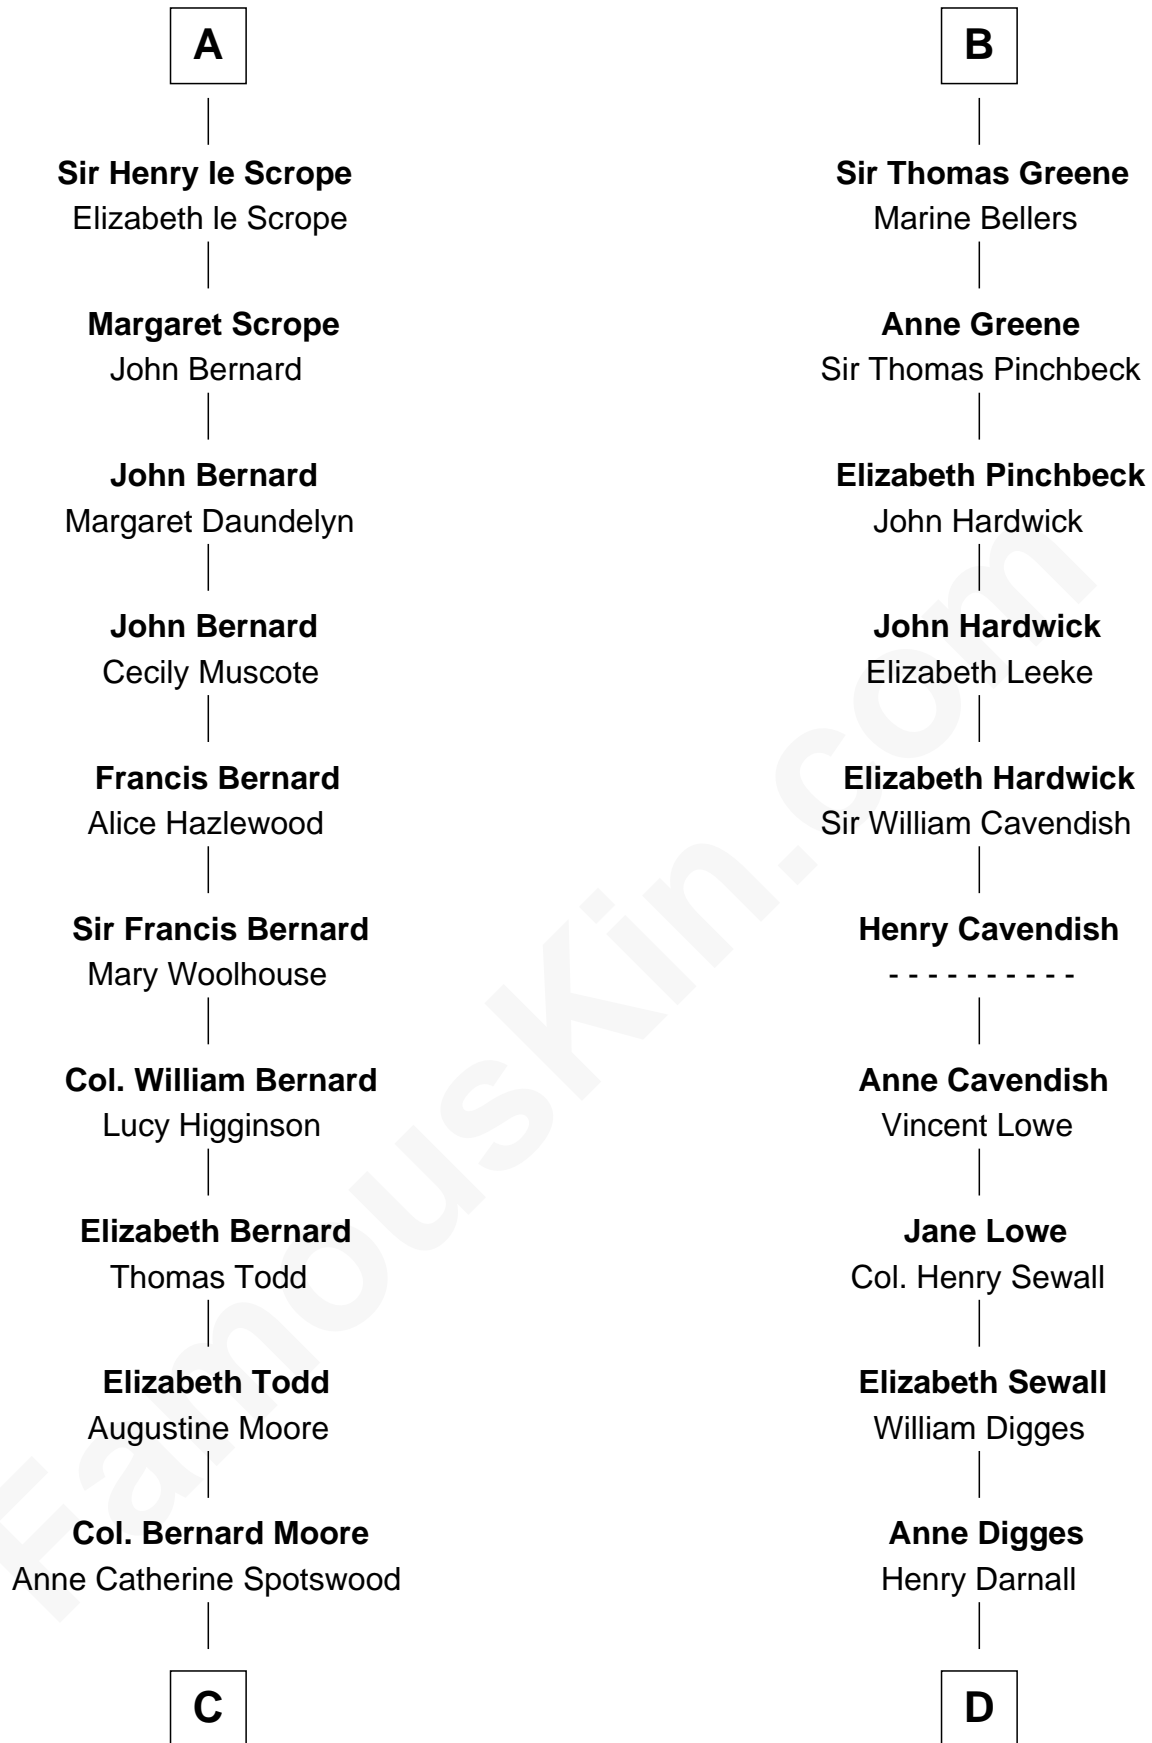 A
Sir Henry le Scrope
Elizabeth le Scrope
Margaret Scrope
John Bernard
John Bernard
Margaret Daundelyn
John Bernard
Cecily Muscote
Francis Bernard
Alice Hazlewood
Sir Francis Bernard
Mary Woolhouse
Col. William Bernard
Lucy Higginson
Elizabeth Bernard
Thomas Todd
Elizabeth Todd
Augustine Moore
Col. Bernard Moore
Anne Catherine Spotswood
C
B
Sir Thomas Greene
Marine Bellers
Anne Greene
Sir Thomas Pinchbeck
Elizabeth Pinchbeck
John Hardwick
John Hardwick
Elizabeth Leeke
Elizabeth Hardwick
Sir William Cavendish
Henry Cavendish
- - - - - - - - - -
Anne Cavendish
Vincent Lowe
Jane Lowe
Col. Henry Sewall
Elizabeth Sewall
William Digges
Anne Digges
Henry Darnall
D
FamousKin.com